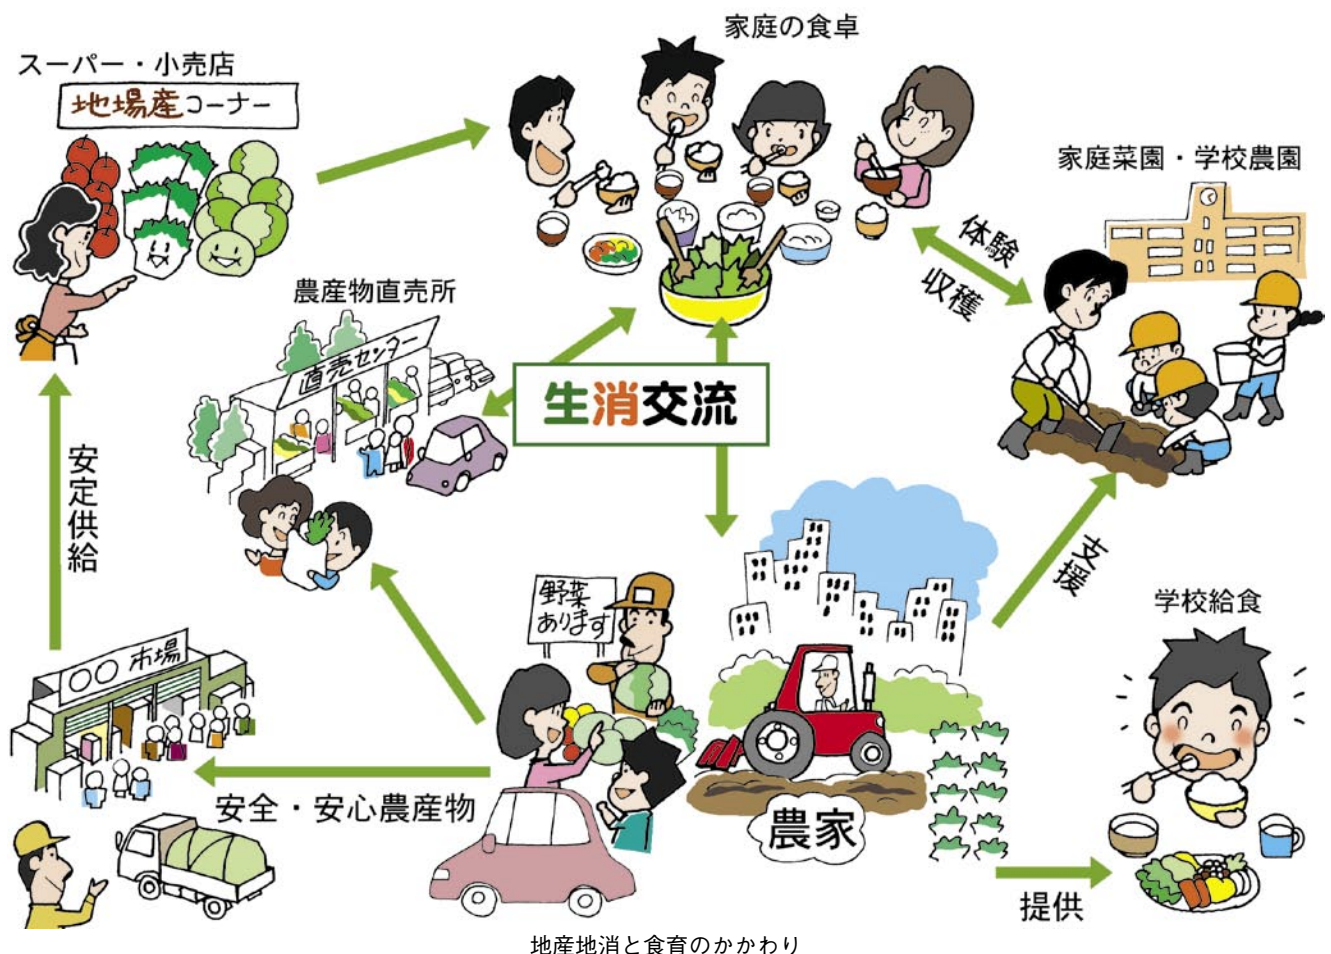 家庭の食卓
スーパー・小売店
地場産コーナー
家庭菜園・学校農園
体験
収穫
農産物直売所
直売センター
生消交流
安定供給
支援
学校給食
野菜
あります
〇〇市場
安全・安心農産物
農家
提供
地産地消と食育のかかわり